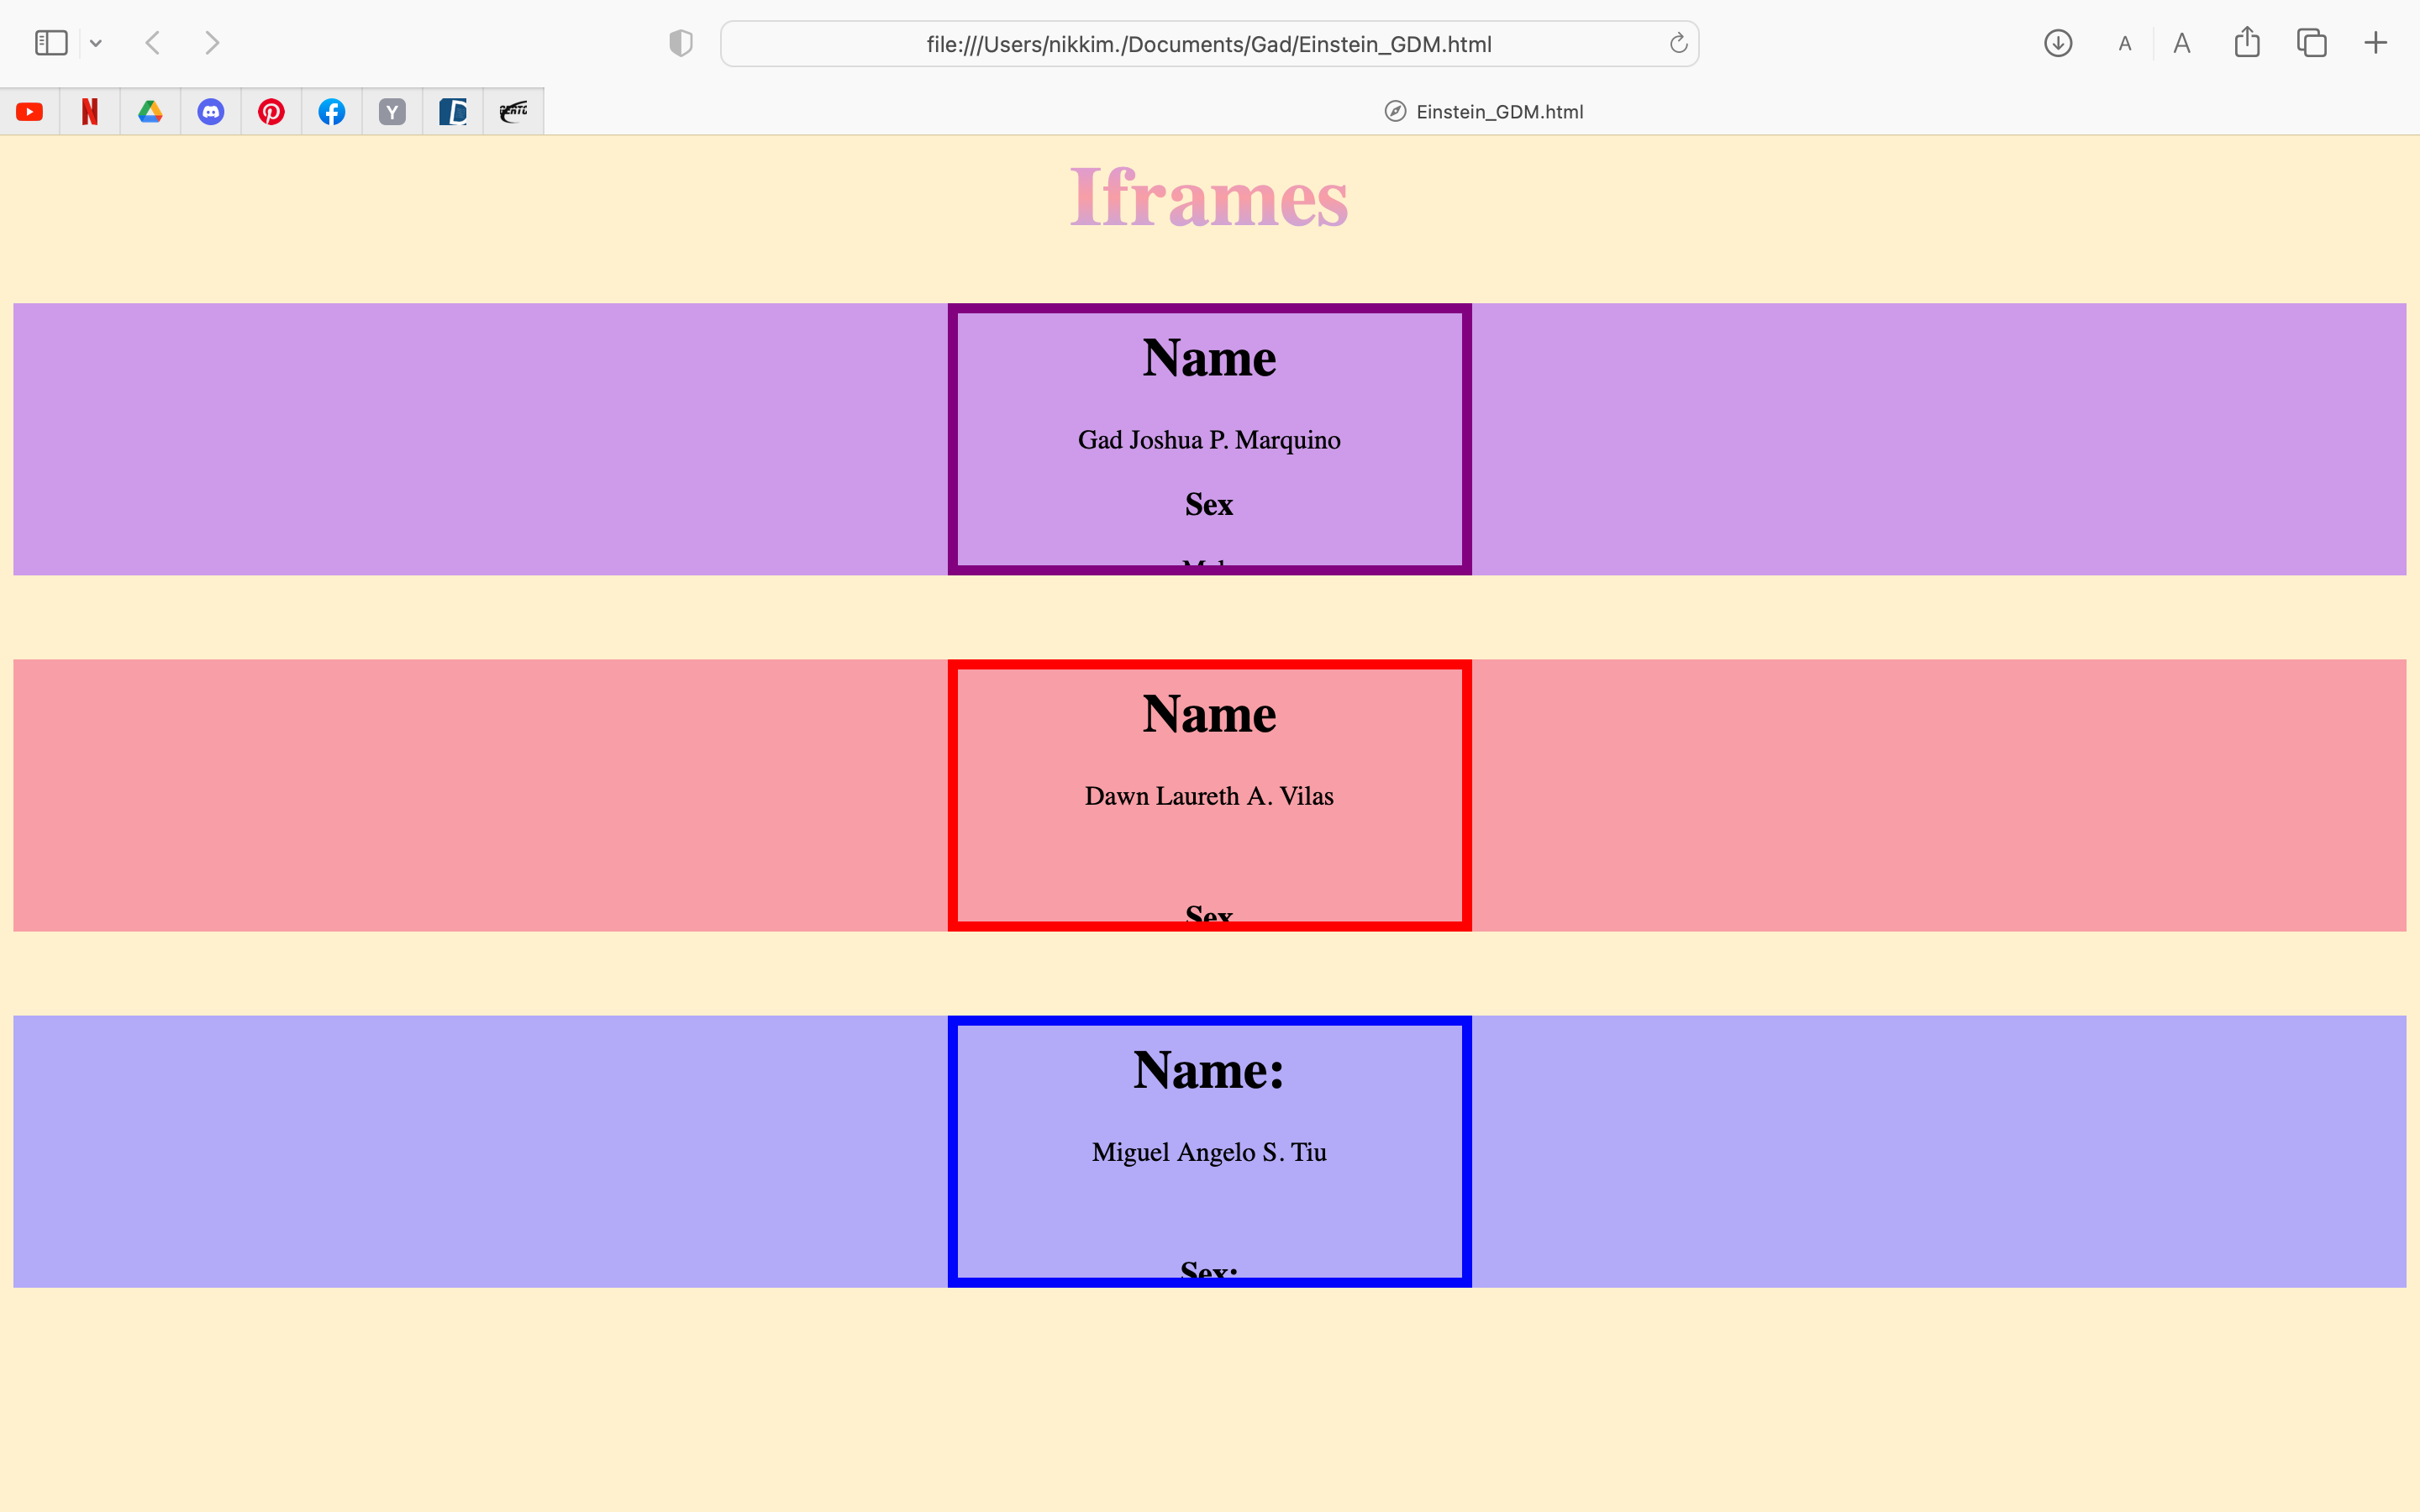 file:///Users/nikkim./Documents/Gad/Einstein_GDM.html
A A
Y
Einstein_GDM.html
Iframes
Name
Gad Joshua P. Marquino
Sex
Name
Dawn Laureth A. Vilas
Sex
Name:
Miguel Angelo S. Tiu
Sex: